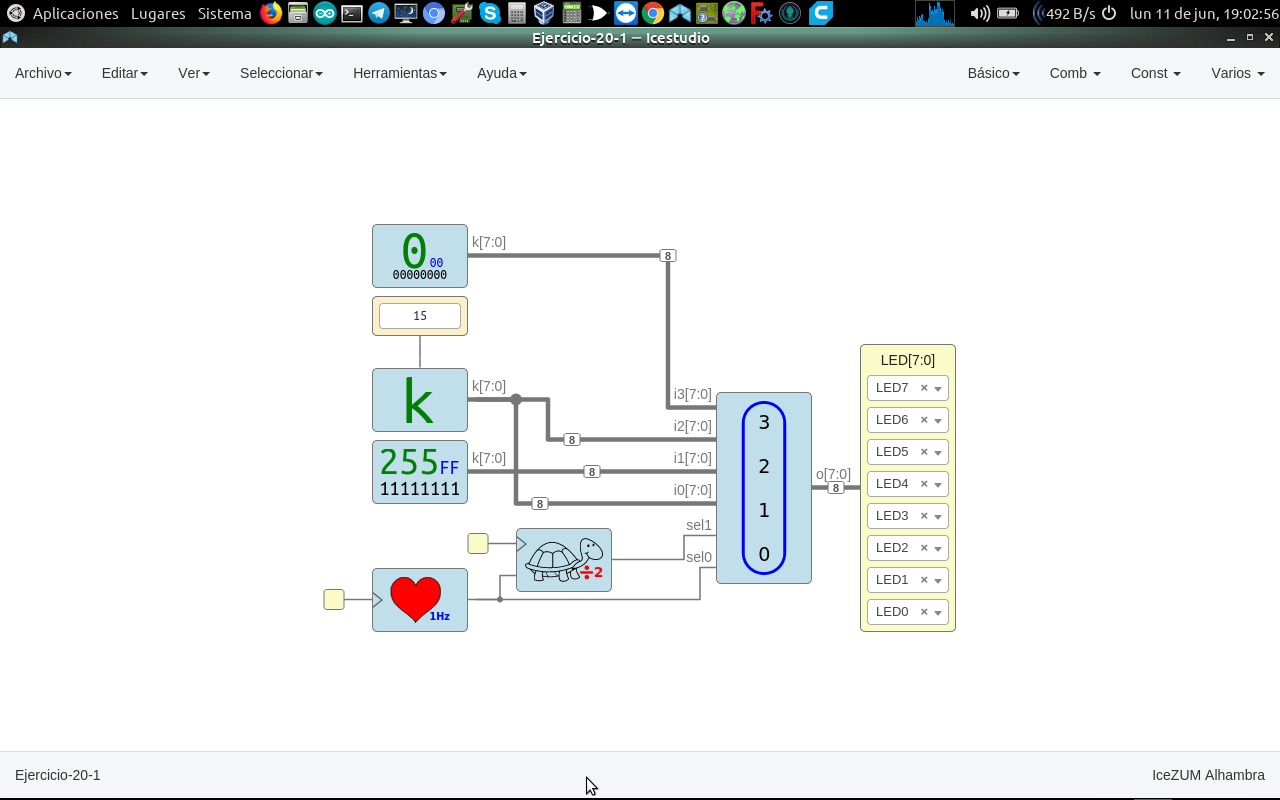 Aplicaciones Lugares Sistema 492 B/s lun 11 de jun, 19:02:56
Ejercicio-20-1 — Icestudio
Archivo Editar Ver Seleccionar Herramientas Ayuda Básico Comb Const Varios
0 00
00000000
k[7:0]
8
15
k
k[7:0]
8
255 FF
11111111
k[7:0]
8
8
÷2
1Hz
i3[7:0]
i2[7:0]
i1[7:0]
i0[7:0]
sel1
sel0
3
2
1
0
o[7:0]
8
LED[7:0]
LED7 ×
LED6 ×
LED5 ×
LED4 ×
LED3 ×
LED2 ×
LED1 ×
LED0 ×
Ejercicio-20-1 IceZUM Alhambra